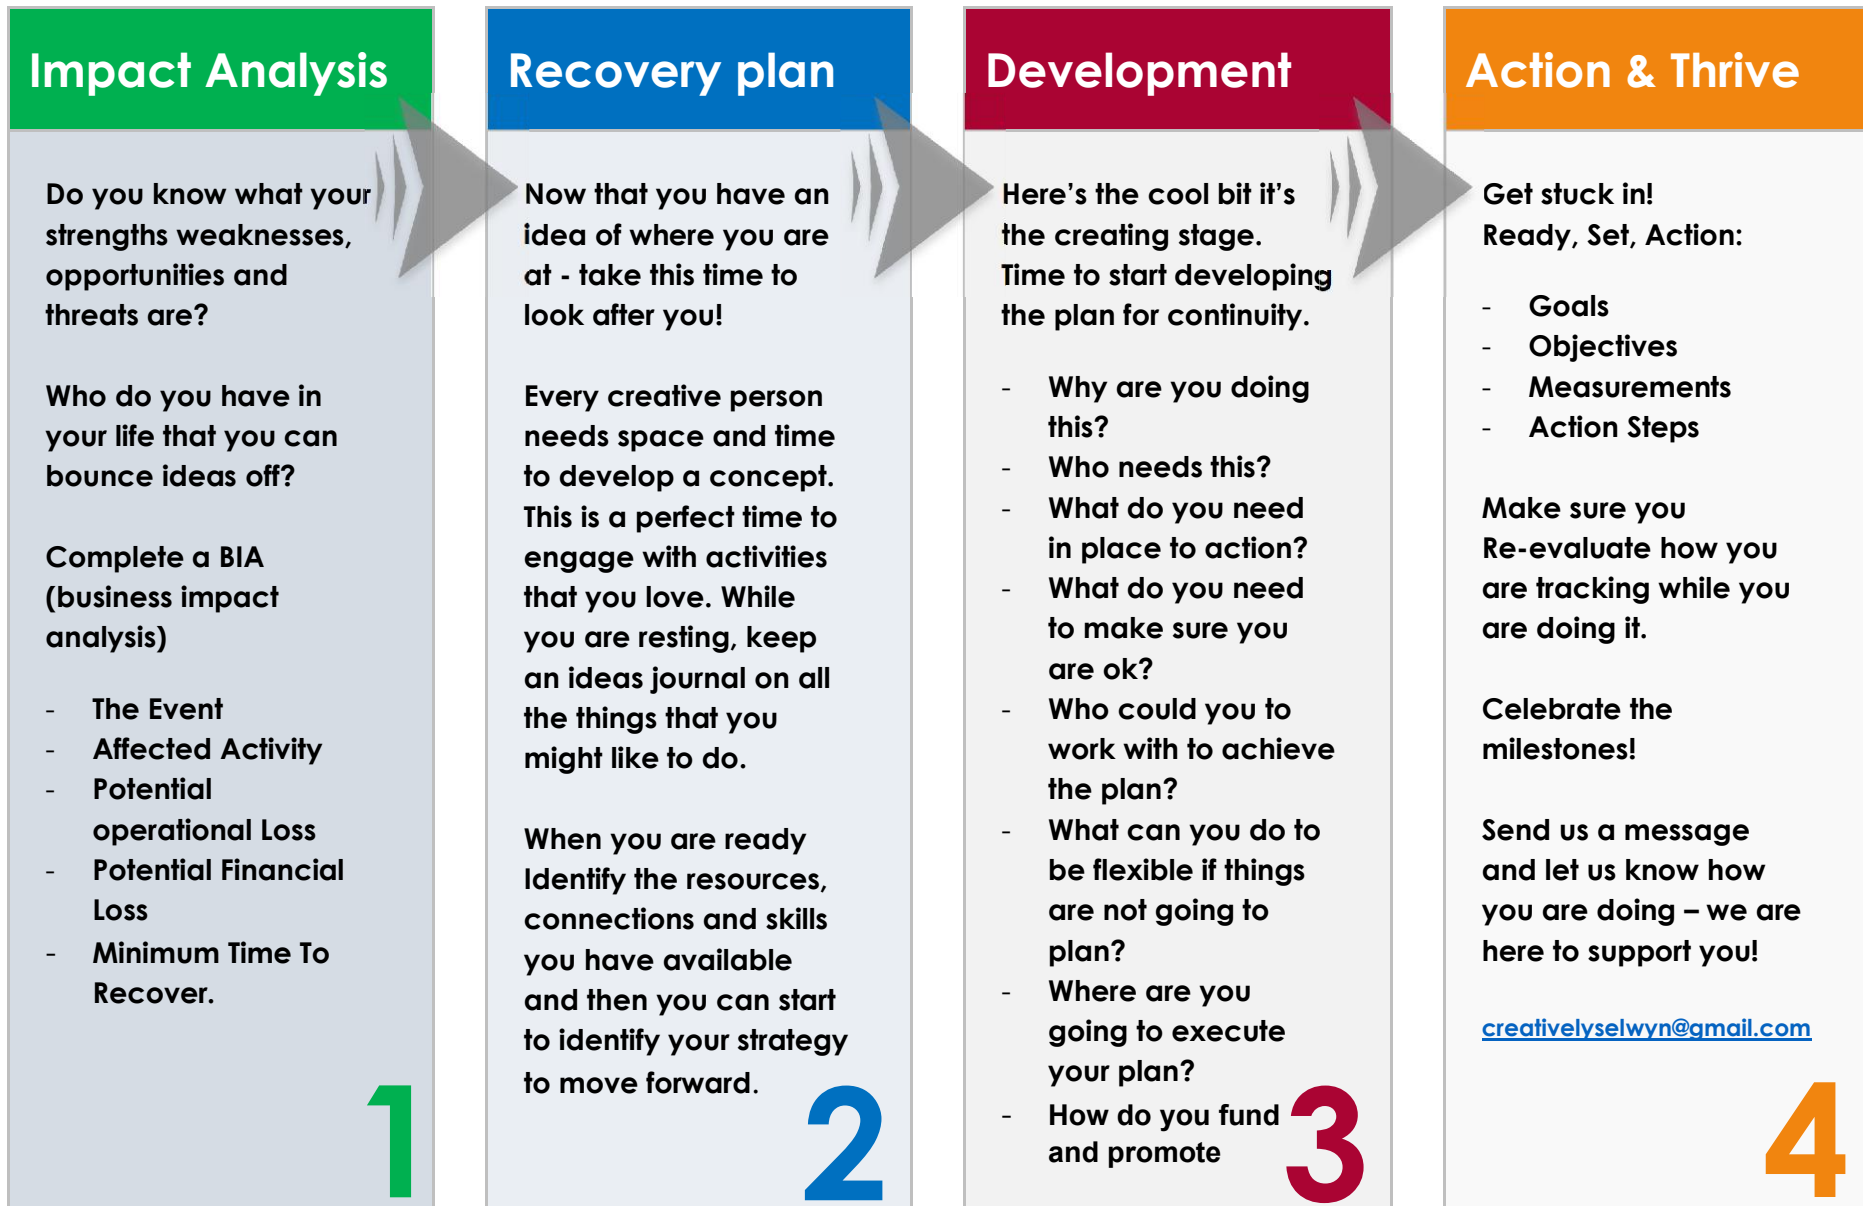 Impact Analysis
Do you know what your
strengths weaknesses,
opportunities and
threats are?
Who do you have in
your life that you can
bounce ideas off?
Complete a BIA
(business impact
analysis)
- The Event
- Affected Activity
- Potential
operational Loss
- Potential Financial
Loss
- Minimum Time To
Recover.
1
Recovery plan
Now that you have an
idea of where you are
at - take this time to
look after you!
Every creative person
needs space and time
to develop a concept.
This is a perfect time to
engage with activities
that you love. While
you are resting, keep
an ideas journal on all
the things that you
might like to do.
When you are ready
Identify the resources,
connections and skills
you have available
and then you can start
to identify your strategy
to move forward.
2
Development
Here’s the cool bit it’s
the creating stage.
Time to start developing
the plan for continuity.
- Why are you doing
this?
- Who needs this?
- What do you need
in place to action?
- What do you need
to make sure you
are ok?
- Who could you to
work with to achieve
the plan?
- What can you do to
be flexible if things
are not going to
plan?
- Where are you
going to execute
your plan?
- How do you fund
and promote
3
Action & Thrive
Get stuck in!
Ready, Set, Action:
- Goals
- Objectives
- Measurements
- Action Steps
Make sure you
Re-evaluate how you
are tracking while you
are doing it.
Celebrate the
milestones!
Send us a message
and let us know how
you are doing – we are
here to support you!
creativelyselwyn@gmail.com
4